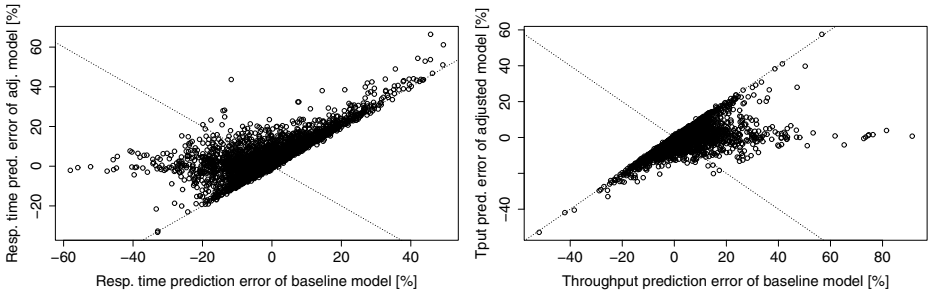 Resp. time pred. error of adj. model [%]
60
40
20
0
−20
−60 −40 −20 0 20 40
Resp. time prediction error of baseline model [%]
Tput pred. error of adjusted model [%]
60
40
20
0
−40
−40 −20 0 20 40 60 80
Throughput prediction error of baseline model [%]